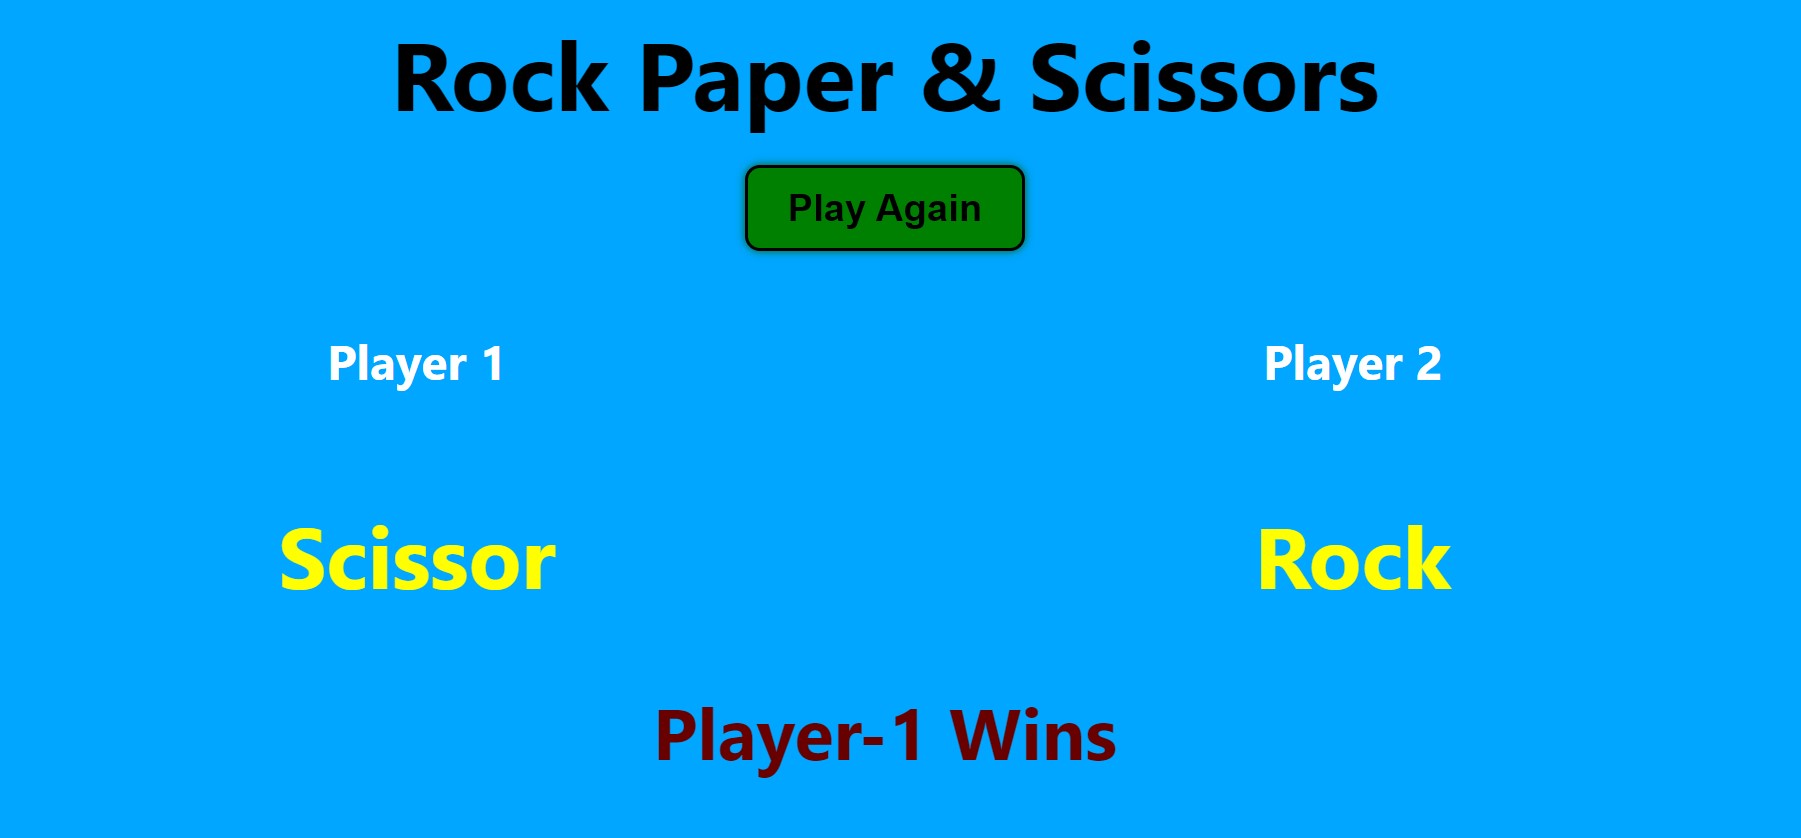 Rock Paper & Scissors
Play Again
Player 1
Player 2
Scissor
Rock
Player-1 Wins